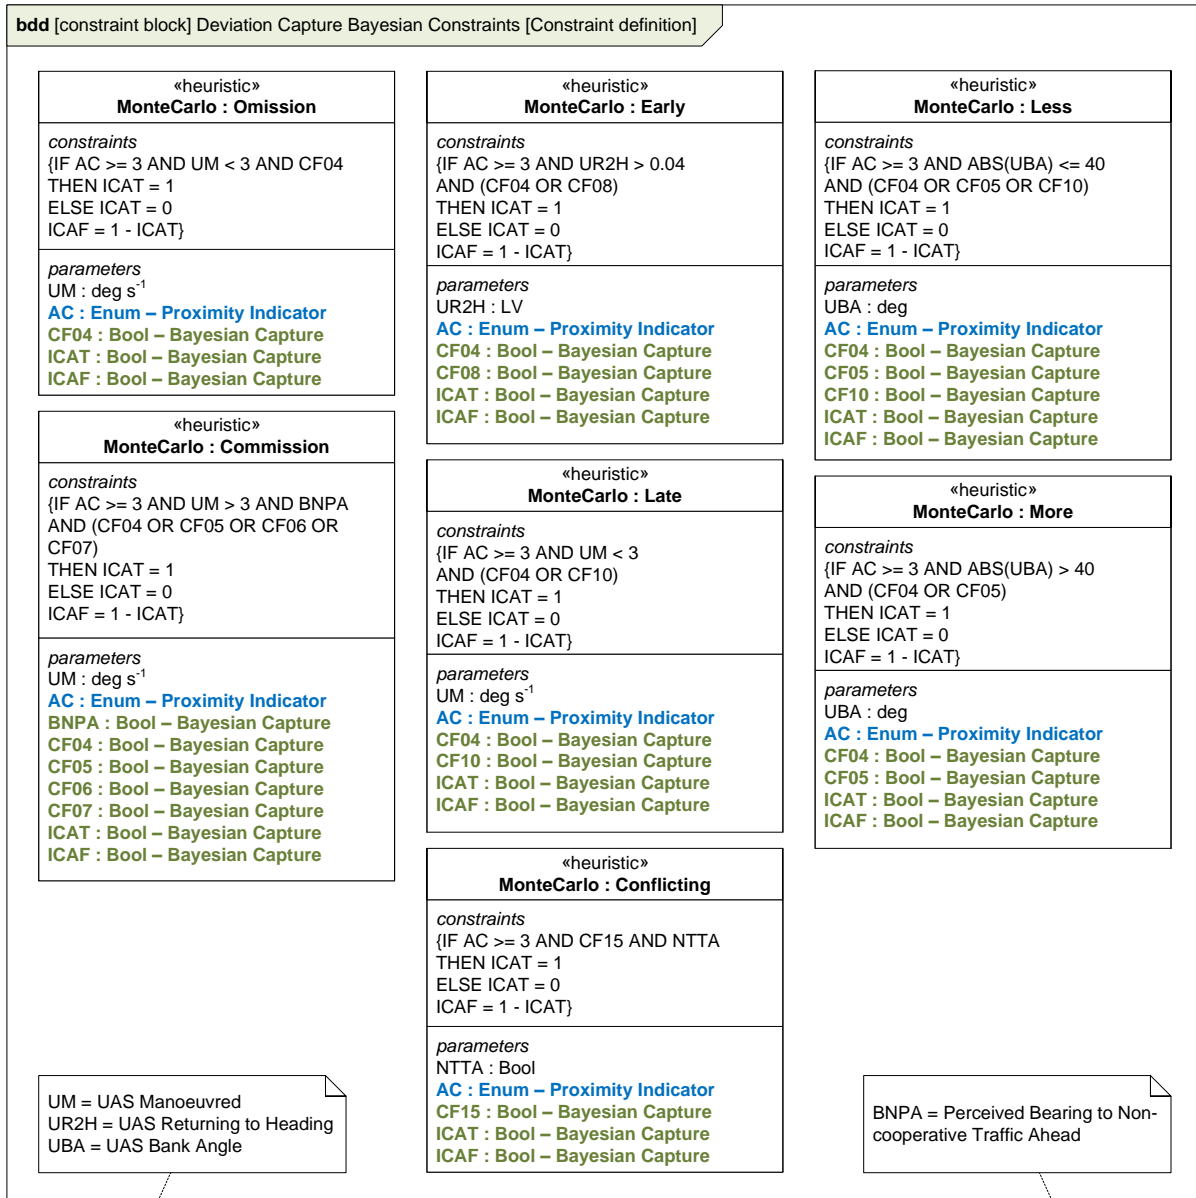 bdd [constraint block] Deviation Capture Bayesian Constraints [Constraint definition]
«heuristic»
MonteCarlo : Omission
constraints
{IF AC >= 3 AND UM < 3 AND CF04
THEN ICAT = 1
ELSE ICAT = 0
ICAF = 1 - ICAT}
parameters
UM : deg s⁻¹
AC : Enum – Proximity Indicator
CF04 : Bool – Bayesian Capture
ICAT : Bool – Bayesian Capture
ICAF : Bool – Bayesian Capture
«heuristic»
MonteCarlo : Commission
constraints
{IF AC >= 3 AND UM > 3 AND BNPA
AND (CF04 OR CF05 OR CF06 OR
CF07)
THEN ICAT = 1
ELSE ICAT = 0
ICAF = 1 - ICAT}
parameters
UM : deg s⁻¹
AC : Enum – Proximity Indicator
BNPA : Bool – Bayesian Capture
CF04 : Bool – Bayesian Capture
CF05 : Bool – Bayesian Capture
CF06 : Bool – Bayesian Capture
CF07 : Bool – Bayesian Capture
ICAT : Bool – Bayesian Capture
ICAF : Bool – Bayesian Capture
«heuristic»
MonteCarlo : Early
constraints
{IF AC >= 3 AND UR2H > 0.04
AND (CF04 OR CF08)
THEN ICAT = 1
ELSE ICAT = 0
ICAF = 1 - ICAT}
parameters
UR2H : LV
AC : Enum – Proximity Indicator
CF04 : Bool – Bayesian Capture
CF08 : Bool – Bayesian Capture
ICAT : Bool – Bayesian Capture
ICAF : Bool – Bayesian Capture
«heuristic»
MonteCarlo : Late
constraints
{IF AC >= 3 AND UM < 3
AND (CF04 OR CF10)
THEN ICAT = 1
ELSE ICAT = 0
ICAF = 1 - ICAT}
parameters
UM : deg s⁻¹
AC : Enum – Proximity Indicator
CF04 : Bool – Bayesian Capture
CF10 : Bool – Bayesian Capture
ICAT : Bool – Bayesian Capture
ICAF : Bool – Bayesian Capture
«heuristic»
MonteCarlo : Conflicting
constraints
{IF AC >= 3 AND CF15 AND NTTA
THEN ICAT = 1
ELSE ICAT = 0
ICAF = 1 - ICAT}
parameters
NTTA : Bool
AC : Enum – Proximity Indicator
CF15 : Bool – Bayesian Capture
ICAT : Bool – Bayesian Capture
ICAF : Bool – Bayesian Capture
«heuristic»
MonteCarlo : Less
constraints
{IF AC >= 3 AND ABS(UBA) <= 40
AND (CF04 OR CF05 OR CF10)
THEN ICAT = 1
ELSE ICAT = 0
ICAF = 1 - ICAT}
parameters
UBA : deg
AC : Enum – Proximity Indicator
CF04 : Bool – Bayesian Capture
CF05 : Bool – Bayesian Capture
CF10 : Bool – Bayesian Capture
ICAT : Bool – Bayesian Capture
ICAF : Bool – Bayesian Capture
«heuristic»
MonteCarlo : More
constraints
{IF AC >= 3 AND ABS(UBA) > 40
AND (CF04 OR CF05)
THEN ICAT = 1
ELSE ICAT = 0
ICAF = 1 - ICAT}
parameters
UBA : deg
AC : Enum – Proximity Indicator
CF04 : Bool – Bayesian Capture
CF05 : Bool – Bayesian Capture
ICAT : Bool – Bayesian Capture
ICAF : Bool – Bayesian Capture
UM = UAS Manoeuvred
UR2H = UAS Returning to Heading
UBA = UAS Bank Angle
BNPA = Perceived Bearing to Non-
cooperative Traffic Ahead